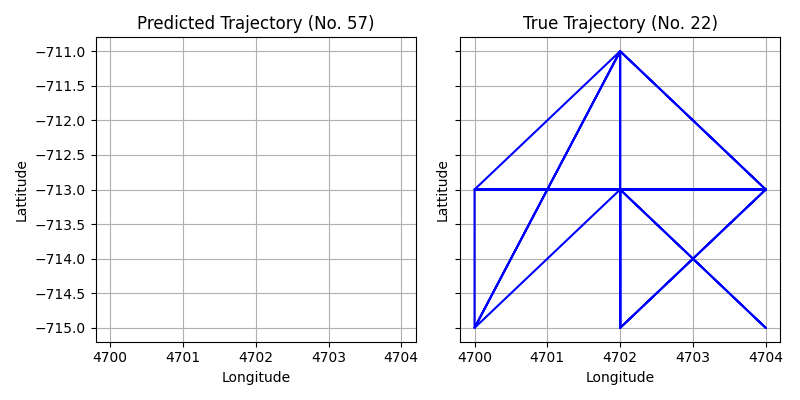 Predicted Trajectory (No. 57)
True Trajectory (No. 22)
−711.0
−711.5
−712.0
−712.5
−713.0
−713.5
−714.0
−714.5
−715.0
Lattitude
Lattitude
4700 4701 4702 4703 4704
4700 4701 4702 4703 4704
Longitude
Longitude